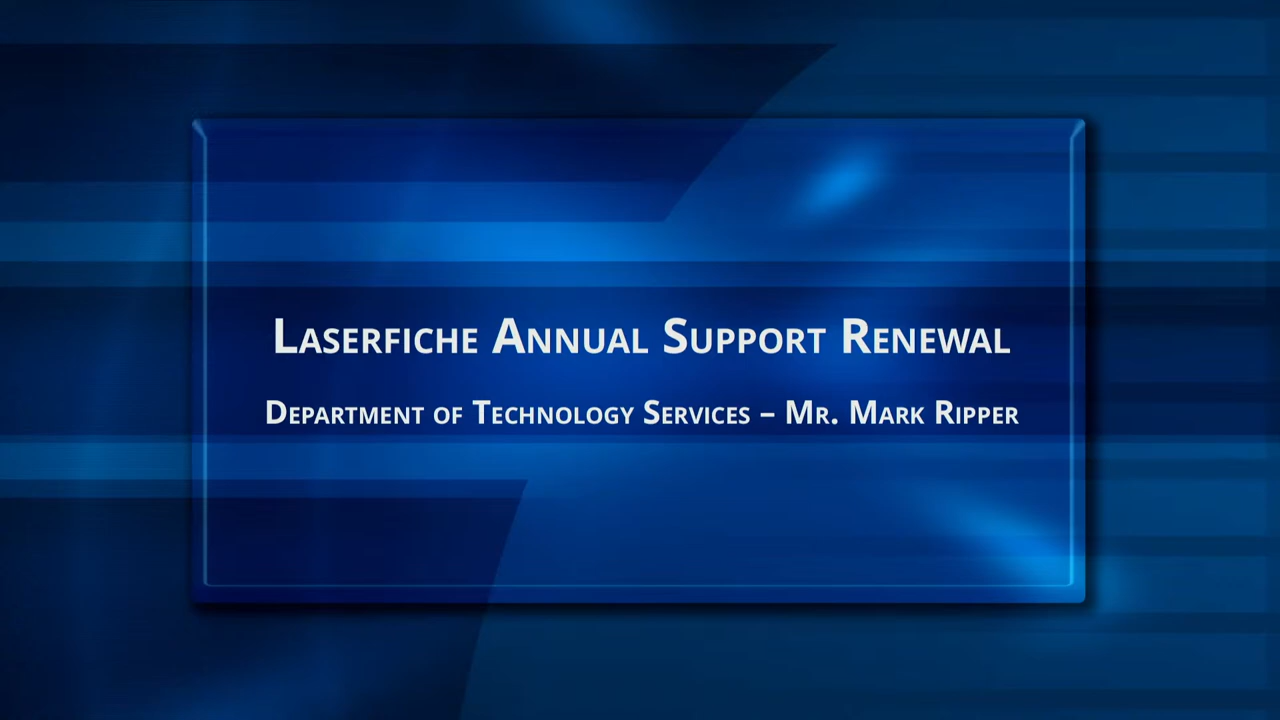 Laserfiche Annual Support Renewal
Department of Technology Services – Mr. Mark Ripper